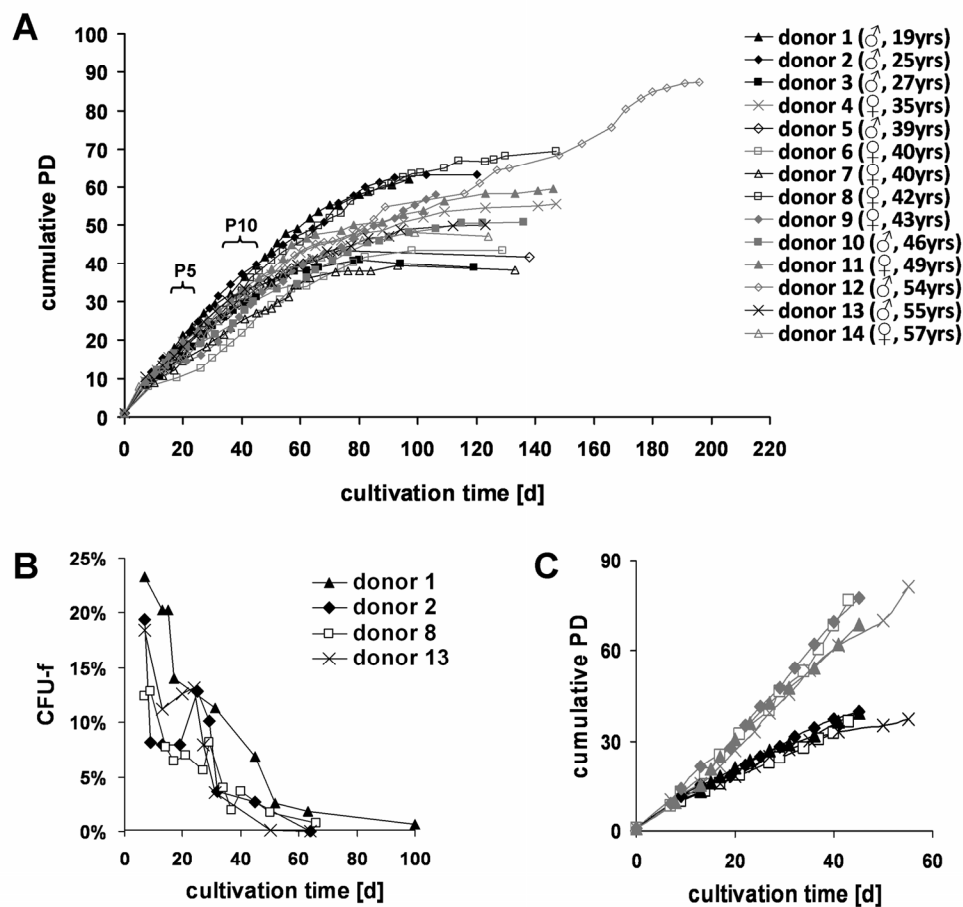 A
100
90
80
70
60
50
40
30
20
10
0
cumulative PD
P5
P10
0 20 40 60 80 100 120 140 160 180 200 220
cultivation time [d]
donor 1 (♂, 19yrs)
donor 2 (♂, 25yrs)
donor 3 (♂, 27yrs)
donor 4 (♀, 35yrs)
donor 5 (♂, 39yrs)
donor 6 (♀, 40yrs)
donor 7 (♀, 40yrs)
donor 8 (♀, 42yrs)
donor 9 (♀, 43yrs)
donor 10 (♂, 46yrs)
donor 11 (♀, 49yrs)
donor 12 (♂, 54yrs)
donor 13 (♂, 55yrs)
donor 14 (♀, 57yrs)
B
25%
20%
15%
10%
5%
0%
CFU-f
donor 1
donor 2
donor 8
donor 13
0 20 40 60 80 100
cultivation time [d]
C
90
60
30
0
cumulative PD
0 20 40 60
cultivation time [d]